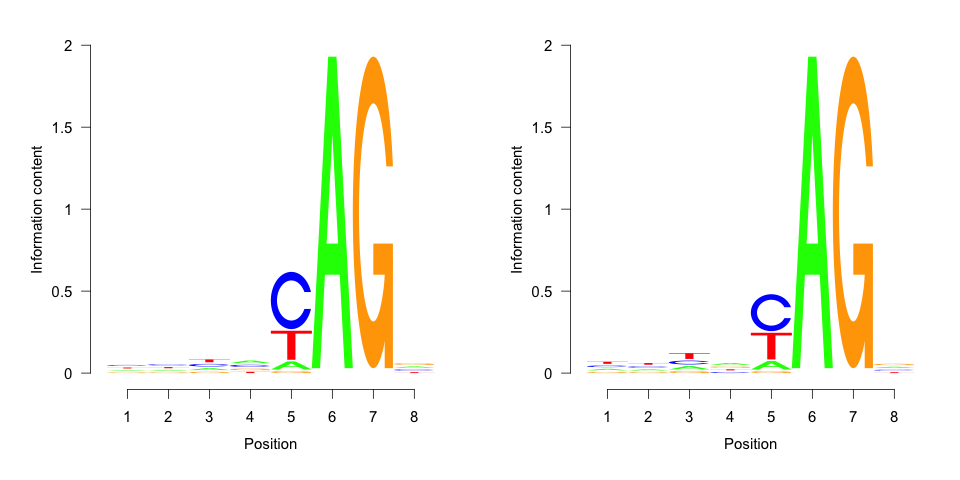 2
1.5
1
0.5
0
Information content
C
T
A
A
G
1 2 3 4 5 6 7 8
Position
2
1.5
1
0.5
0
Information content
C
T
A
A
G
1 2 3 4 5 6 7 8
Position